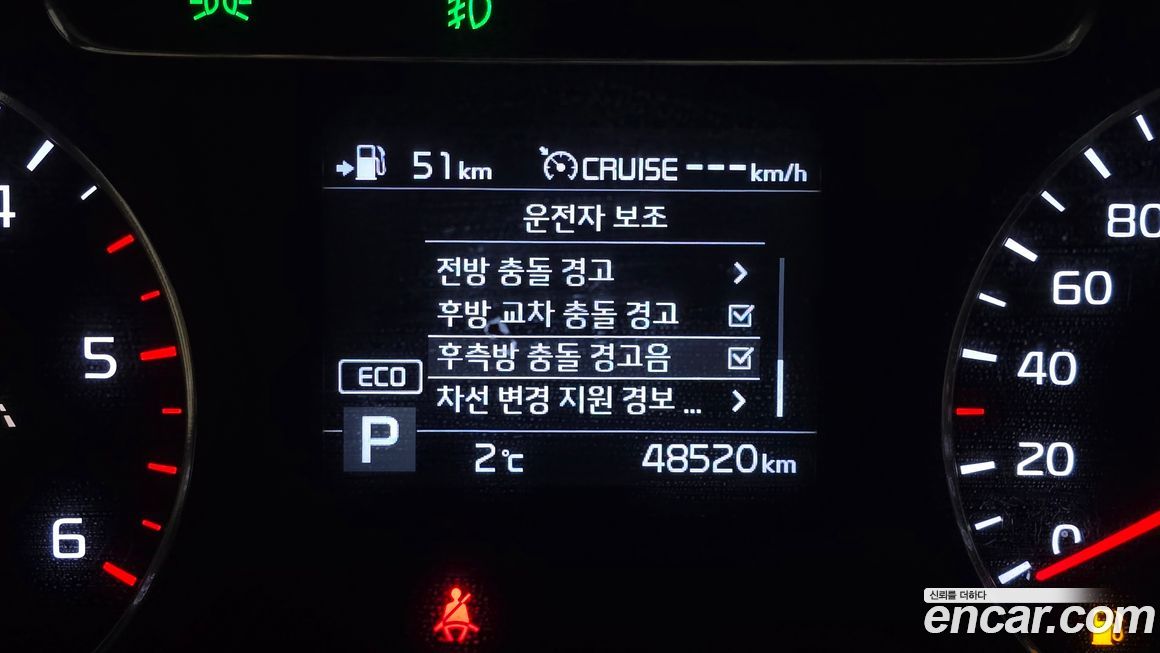 51km CRUISE ---km/h
운전자 보조
전방 충돌 경고
후방 교차 충돌 경고
후측방 충돌 경고음
차선 변경 지원 경보 ...
ECO
P
2℃ 48520km
4
5
6
80
60
40
20
0
신뢰를 더하다
encar.com